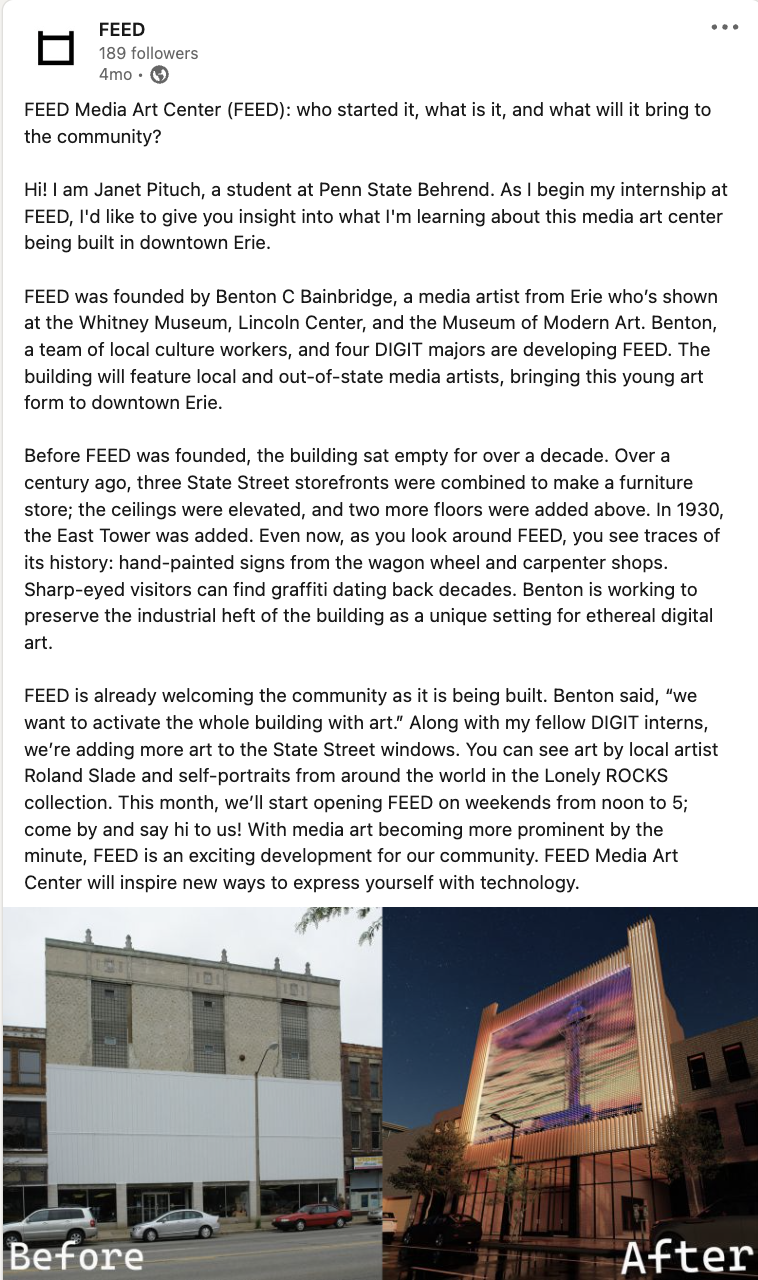 FEED
189 followers
4mo •
FEED Media Art Center (FEED): who started it, what is it, and what will it bring to
the community?
Hi! I am Janet Pituch, a student at Penn State Behrend. As I begin my internship at
FEED, I'd like to give you insight into what I'm learning about this media art center
being built in downtown Erie.
FEED was founded by Benton C Bainbridge, a media artist from Erie who’s shown
at the Whitney Museum, Lincoln Center, and the Museum of Modern Art. Benton,
a team of local culture workers, and four DIGIT majors are developing FEED. The
building will feature local and out-of-state media artists, bringing this young art
form to downtown Erie.
Before FEED was founded, the building sat empty for over a decade. Over a
century ago, three State Street storefronts were combined to make a furniture
store; the ceilings were elevated, and two more floors were added above. In 1930,
the East Tower was added. Even now, as you look around FEED, you see traces of
its history: hand-painted signs from the wagon wheel and carpenter shops.
Sharp-eyed visitors can find graffiti dating back decades. Benton is working to
preserve the industrial heft of the building as a unique setting for ethereal digital
art.
FEED is already welcoming the community as it is being built. Benton said, “we
want to activate the whole building with art.” Along with my fellow DIGIT interns,
we’re adding more art to the State Street windows. You can see art by local artist
Roland Slade and self-portraits from around the world in the Lonely ROCKS
collection. This month, we’ll start opening FEED on weekends from noon to 5;
come by and say hi to us! With media art becoming more prominent by the
minute, FEED is an exciting development for our community. FEED Media Art
Center will inspire new ways to express yourself with technology.
Before
After